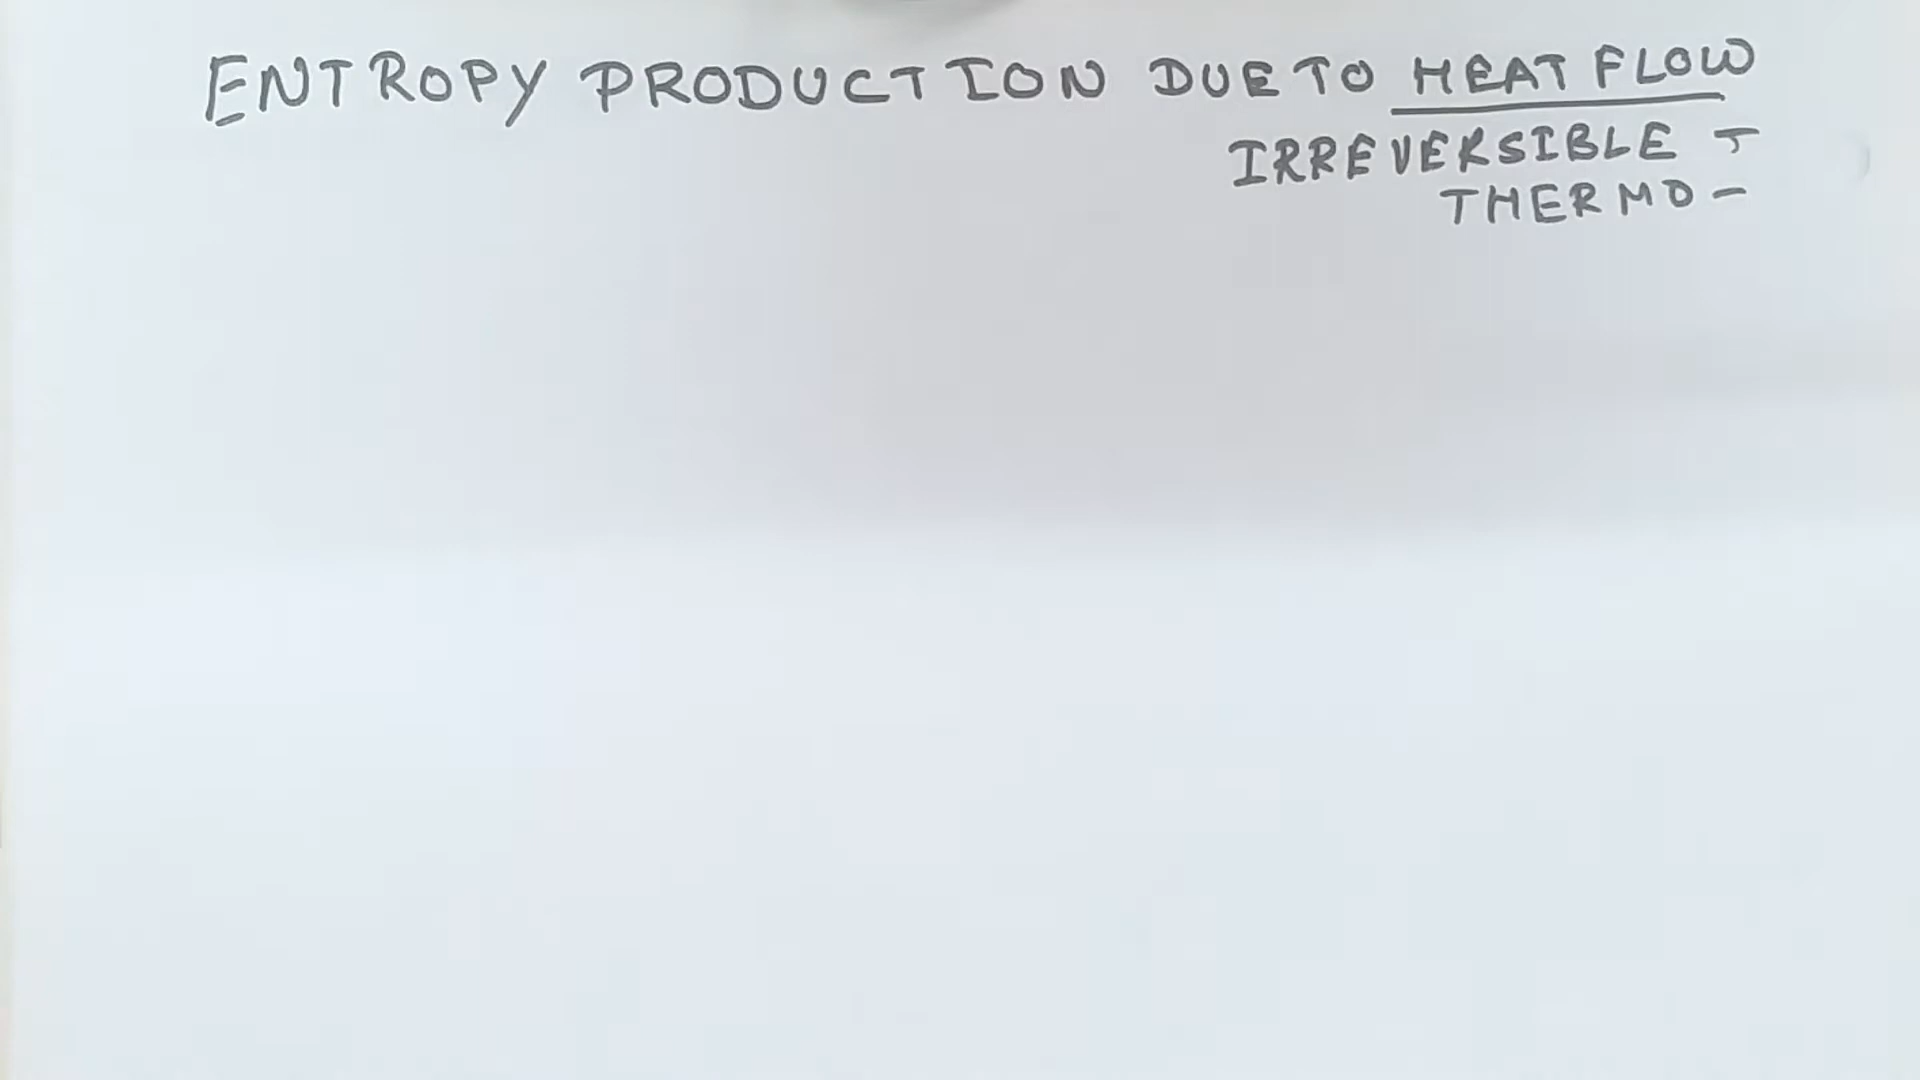 ENTROPY PRODUCTION DUE TO HEAT FLOW
IRREVERSIBLE -
THERMO -